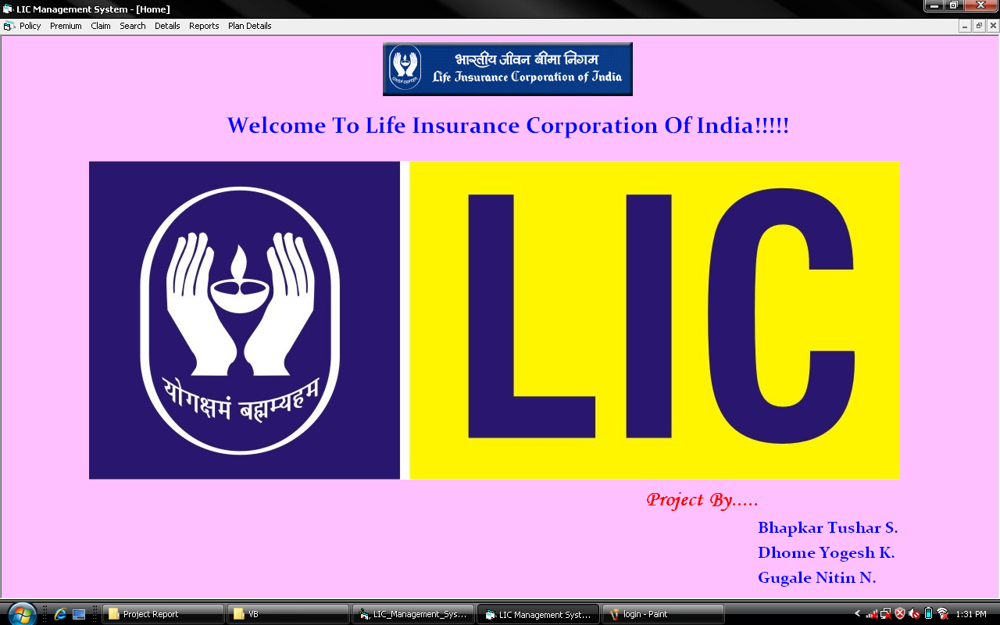 LIC Management System - [Home]
Policy Premium Claim Search Details Reports Plan Details
भारतीय जीवन बीमा निगम
Life Insurance Corporation of India
Welcome To Life Insurance Corporation Of India!!!!!
LIC
योगक्षमं बह्मम्यहम
Project By.....
Bhapkar Tushar S.
Dhome Yogesh K.
Gugale Nitin N.
Project Report VB LIC_Management_Sys... LIC Management Syst... login - Paint 1:31 PM